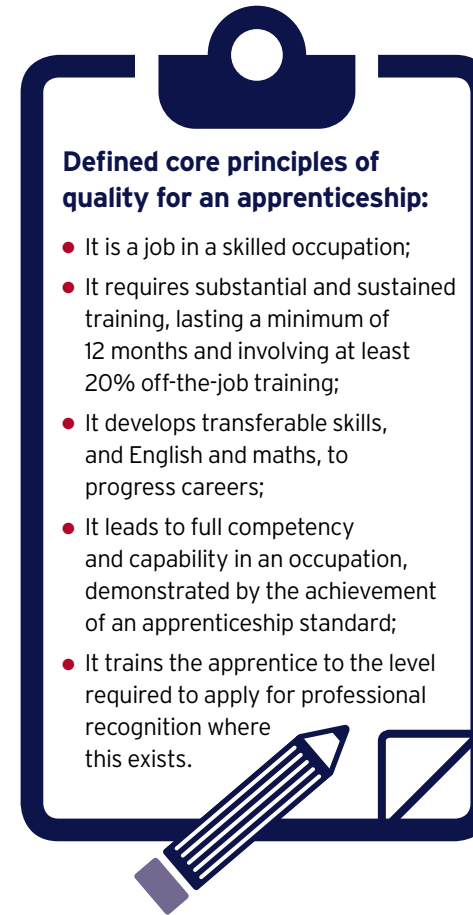 Defined core principles of
quality for an apprenticeship:
• It is a job in a skilled occupation;
• It requires substantial and sustained
training, lasting a minimum of
12 months and involving at least
20% off-the-job training;
• It develops transferable skills,
and English and maths, to
progress careers;
• It leads to full competency
and capability in an occupation,
demonstrated by the achievement
of an apprenticeship standard;
• It trains the apprentice to the level
required to apply for professional
recognition where
this exists.